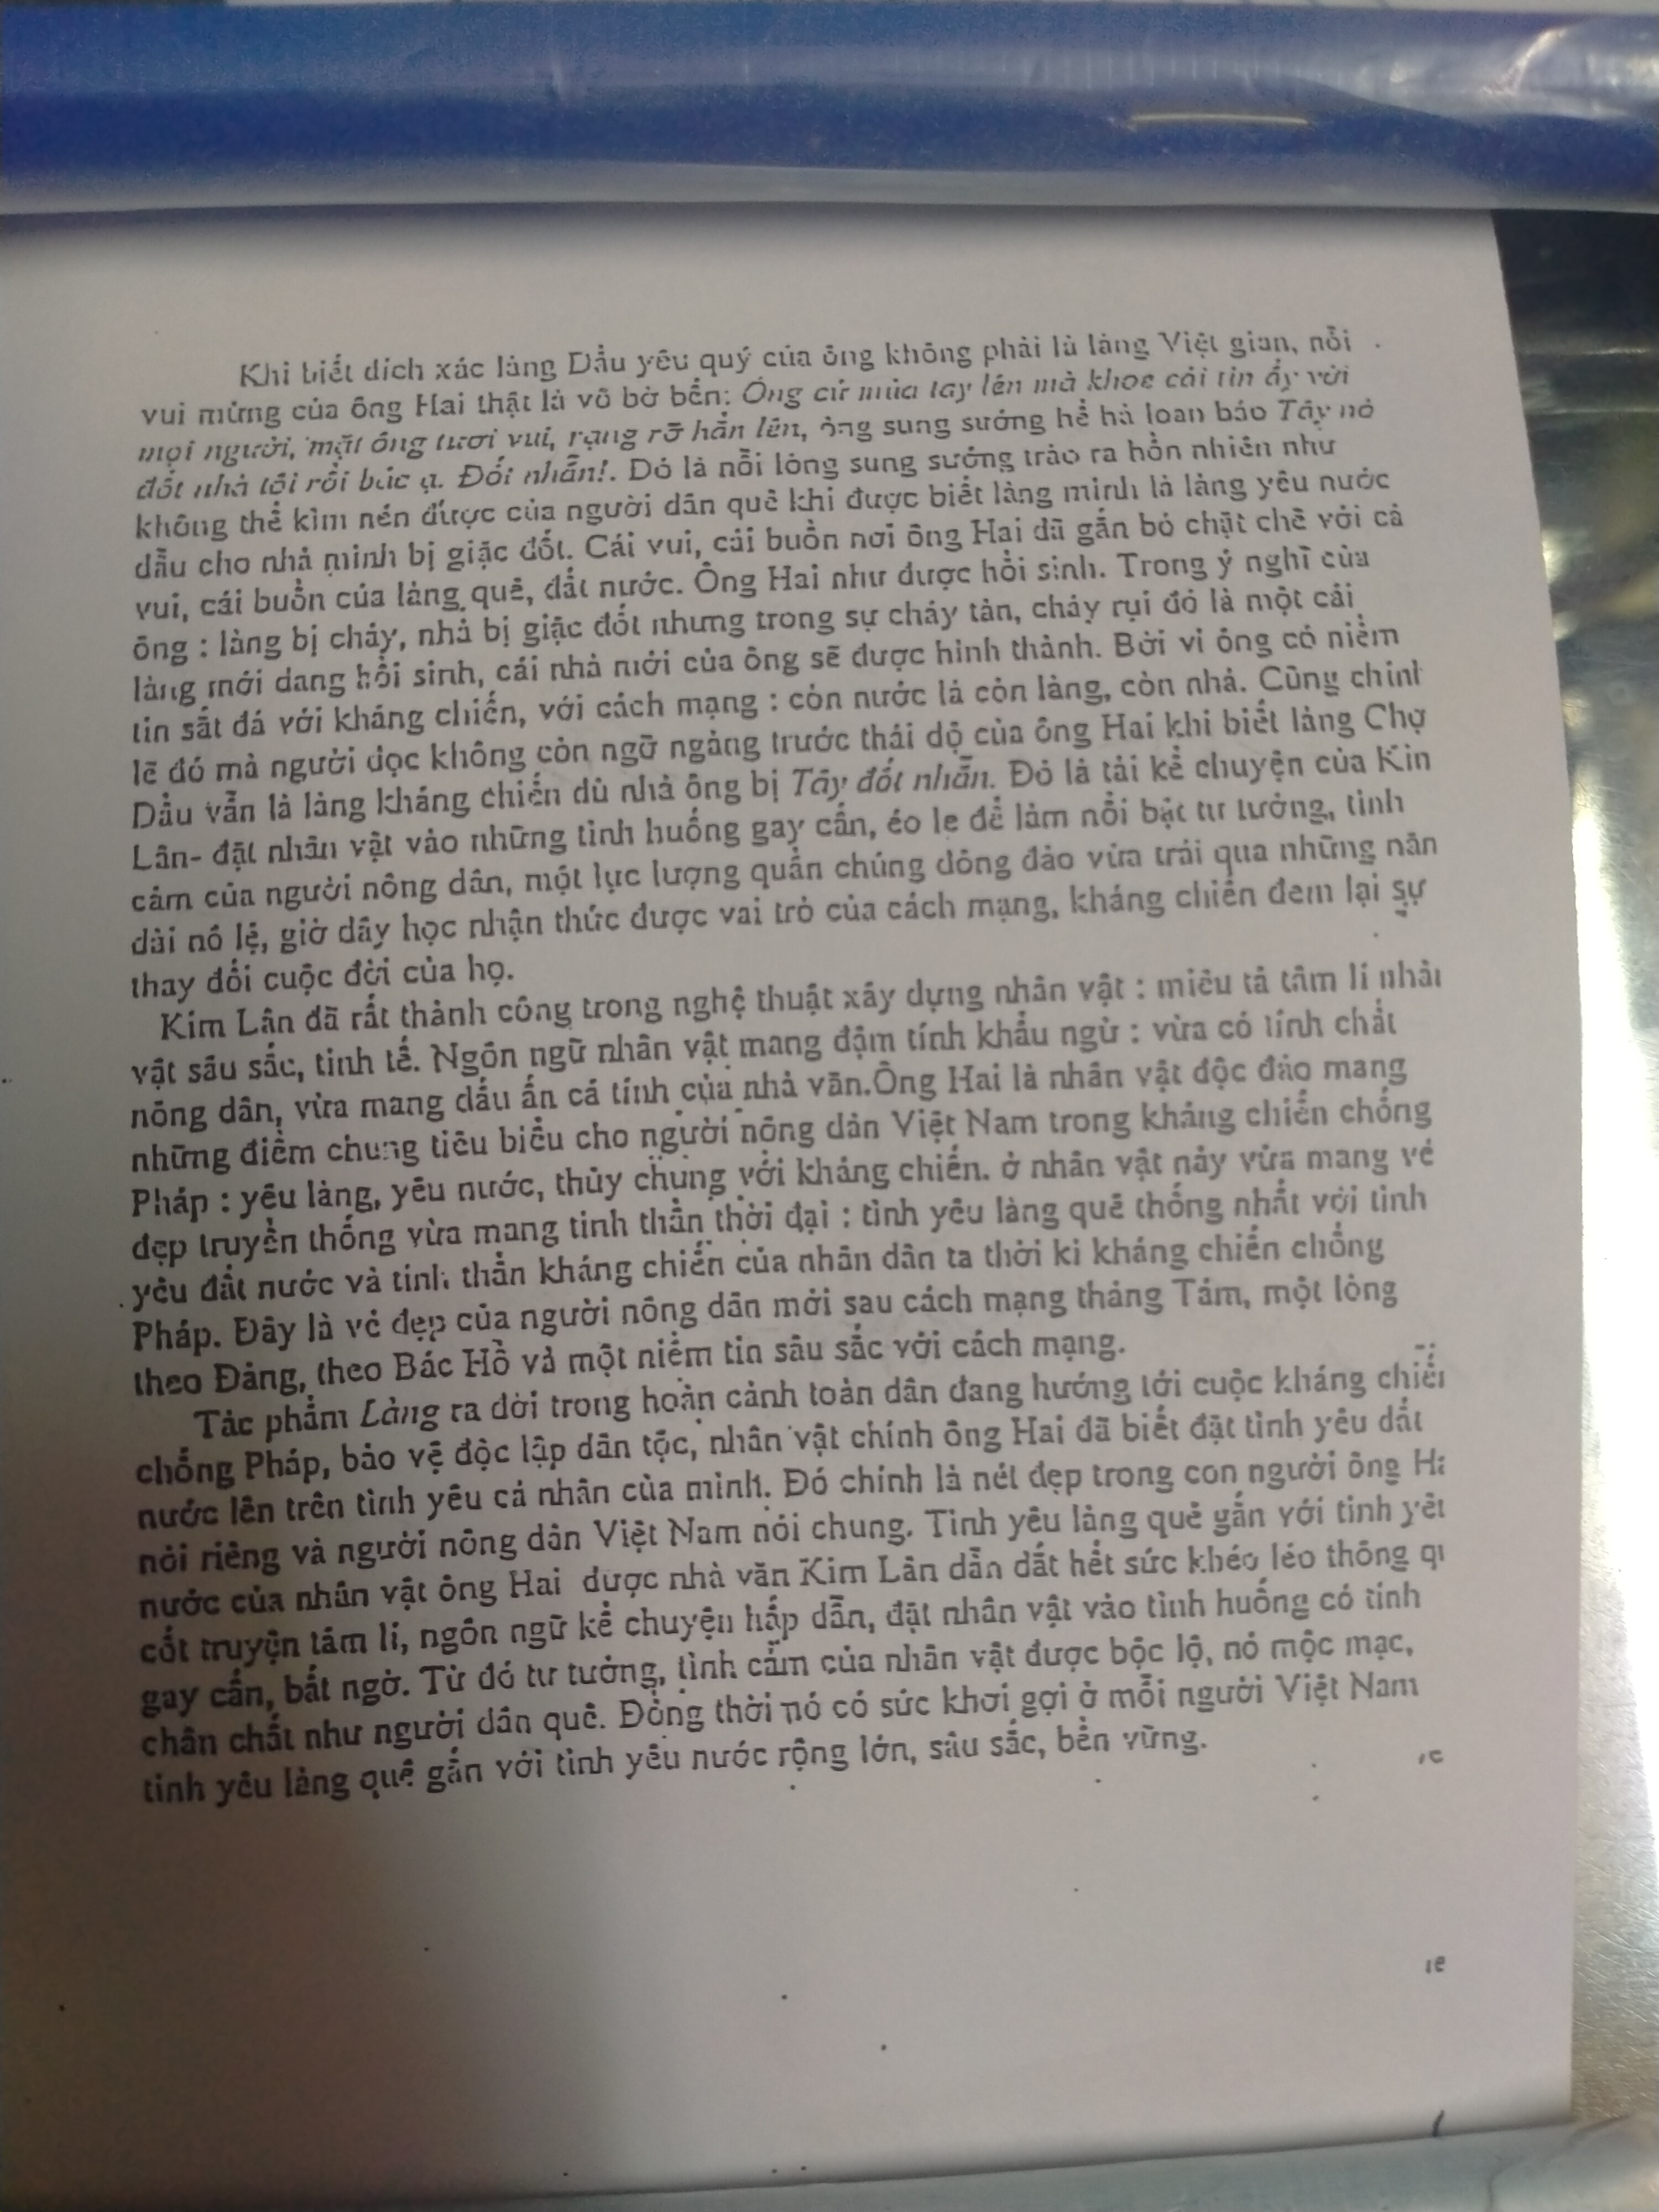 Khi biết đích xác làng Dầu yêu quý của ông không phải là làng Việt gian, nỗi
vui mừng của ông Hai thật là vô bờ bến: Ông cứ múa tay lên mà khoe cái tin ấy với
mọi người, mặt ông tươi vui, rạng rỡ hẳn lên, ông sung sướng hể hả loan báo Tây nó
đốt nhà tôi rồi bác ạ. Đốt nhẵn!. Đó là nỗi lòng sung sướng trào ra hồn nhiên như
không thể kìm nén được của người dân quê khi được biết làng mình là làng yêu nước
dẫu cho nhà mình bị giặc đốt. Cái vui, cái buồn nơi ông Hai đã gắn bó chặt chẽ với cả
vui, cái buồn của làng quê, đất nước. Ông Hai như được hồi sinh. Trong ý nghĩ của
ông : làng bị cháy, nhà bị giặc đốt nhưng trong sự cháy tàn, cháy rụi đó là một cái
làng mới đang hồi sinh, cái nhà mới của ông sẽ được hình thành. Bởi vì ông có niềm
tin sắt đá với kháng chiến, với cách mạng : còn nước là còn làng, còn nhà. Cũng chính
lẽ đó mà người đọc không còn ngỡ ngàng trước thái độ của ông Hai khi biết làng Chợ
Dầu vẫn là làng kháng chiến dù nhà ông bị Tây đốt nhẵn. Đó là tài kể chuyện của Kin
Lân- đặt nhân vật vào những tình huống gay cấn, éo le để làm nổi bật tư tưởng, tình
cảm của người nông dân, một lực lượng quần chúng đông đảo vừa trải qua những năn
dài nô lệ, giờ đây học nhận thức được vai trò của cách mạng, kháng chiến đem lại sự
thay đổi cuộc đời của họ.
Kim Lân đã rất thành công trong nghệ thuật xây dựng nhân vật : miêu tả tâm lí nhân
vật sâu sắc, tinh tế. Ngôn ngữ nhân vật mang đậm tính khẩu ngữ : vừa có tính chất
nông dân, vừa mang dấu ấn cá tính của nhà văn.Ông Hai là nhân vật độc đáo mang
những điểm chung tiêu biểu cho người nông dân Việt Nam trong kháng chiến chống
Pháp : yêu làng, yêu nước, thủy chung với kháng chiến. ở nhân vật này vừa mang vẻ
đẹp truyền thống vừa mang tinh thần thời đại : tình yêu làng quê thống nhất với tình
yêu đất nước và tinh thần kháng chiến của nhân dân ta thời kì kháng chiến chống
Pháp. Đây là vẻ đẹp của người nông dân mới sau cách mạng tháng Tám, một lòng
theo Đảng, theo Bác Hồ và một niềm tin sâu sắc với cách mạng.
Tác phẩm Làng ra đời trong hoàn cảnh toàn dân đang hướng tới cuộc kháng chiến
chống Pháp, bảo vệ độc lập dân tộc, nhân vật chính ông Hai đã biết đặt tình yêu đất
nước lên trên tình yêu cá nhân của mình. Đó chính là nét đẹp trong con người ông Ha
nói riêng và người nông dân Việt Nam nói chung. Tình yêu làng quê gắn với tình yêu
nước của nhân vật ông Hai được nhà văn Kim Lân dẫn dắt hết sức khéo léo thông qu
cốt truyện tâm lí, ngôn ngữ kể chuyện hấp dẫn, đặt nhân vật vào tình huống có tính
gay cấn, bất ngờ. Từ đó tư tưởng, tình cảm của nhân vật được bộc lộ, nó mộc mạc,
chân chất như người dân quê. Đồng thời nó có sức khơi gợi ở mỗi người Việt Nam
tình yêu làng quê gắn với tình yêu nước rộng lớn, sâu sắc, bền vững.